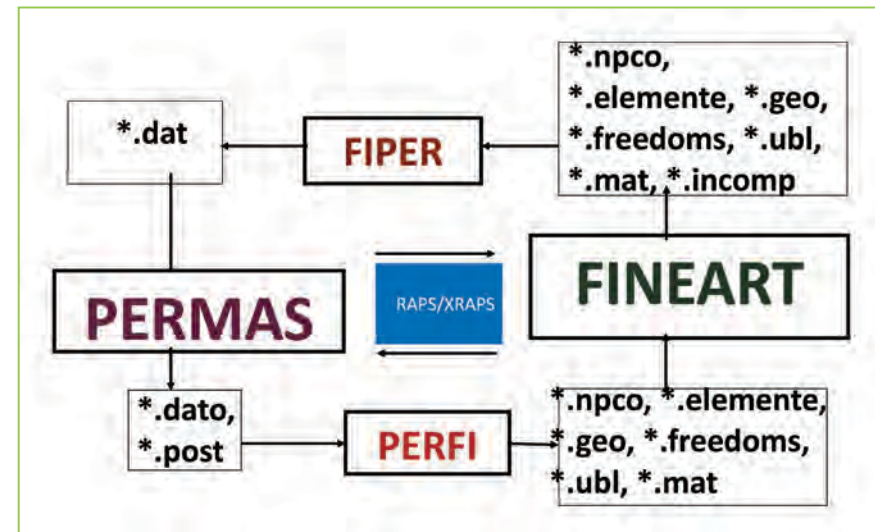 *.npco,
*.elemente, *.geo,
*.freedoms, *.ubl,
*.mat, *.incomp
*.dat
FIPER
PERMAS
RAPS/XRAPS
FINEART
*.dato,
*.post
PERFI
*.npco, *.elemente,
*.geo, *.freedoms,
*.ubl, *.mat